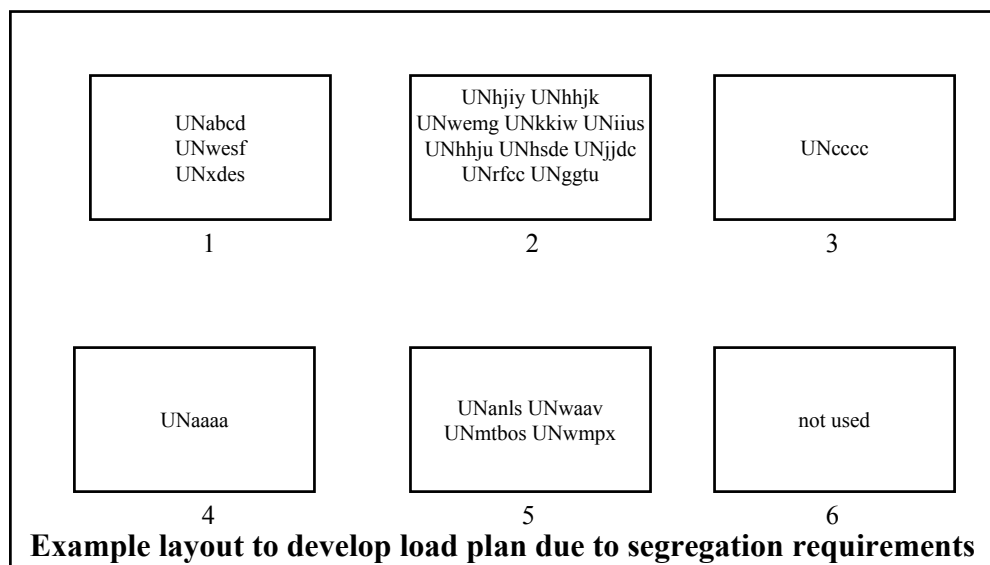 UNabcd
UNwesf
UNxdes
1
UNhjiy UNhhjk
UNwemg UNkkiw UNiius
UNhhju UNhsde UNjjdc
UNrfcc UNggtu
2
UNcccc
3
UNaaaa
4
UNanls UNwaav
UNmtbos UNwmpx
5
not used
6
Example layout to develop load plan due to segregation requirements